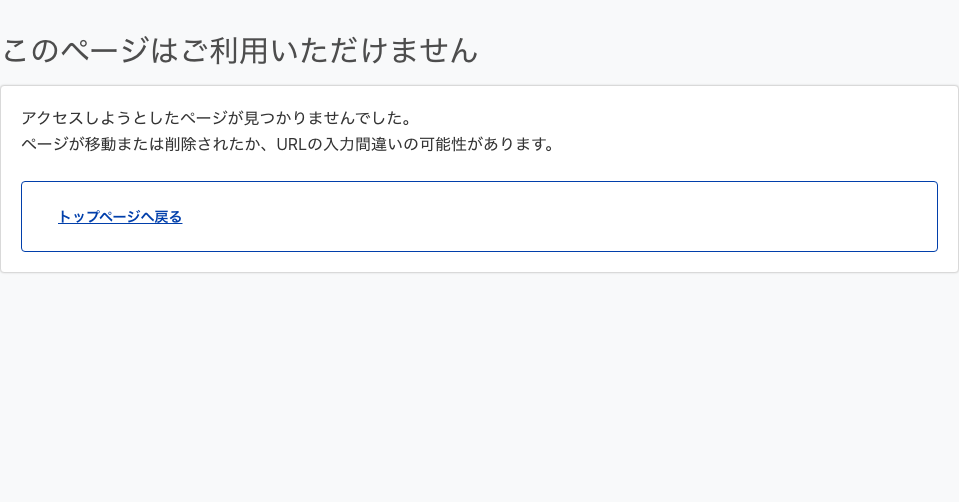 このページはご利用いただけません
アクセスしようとしたページが見つかりませんでした。
ページが移動または削除されたか、URLの入力間違いの可能性があります。
トップページへ戻る